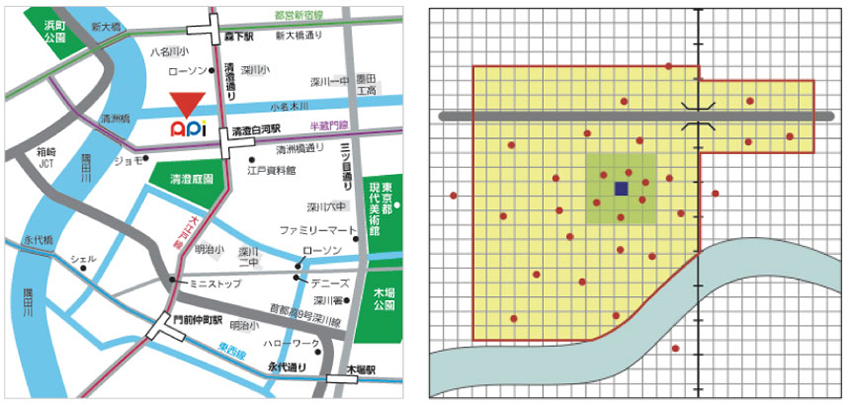 都営新宿線
浜町
公園
新大橋
森下駅
新大橋通り
八名川小
ローソン
深川小
清澄通り
深川一中
墨田
工高
小名木川
清洲橋
APi
清澄白河駅
半蔵門線
清洲橋通り
箱崎
JCT
隅田川
ジョモ
江戸資料館
三ツ目通り
清澄庭園
東京都
現代美術館
深川六中
大江戸線
ファミリーマート
永代橋
明治小
深川
二中
ローソン
シェル
デニーズ
ミニストップ
隅田川
深川署
木場
公園
首都高9号深川線
門前仲町駅
明治小
ハローワーク
東西線
永代通り
木場駅